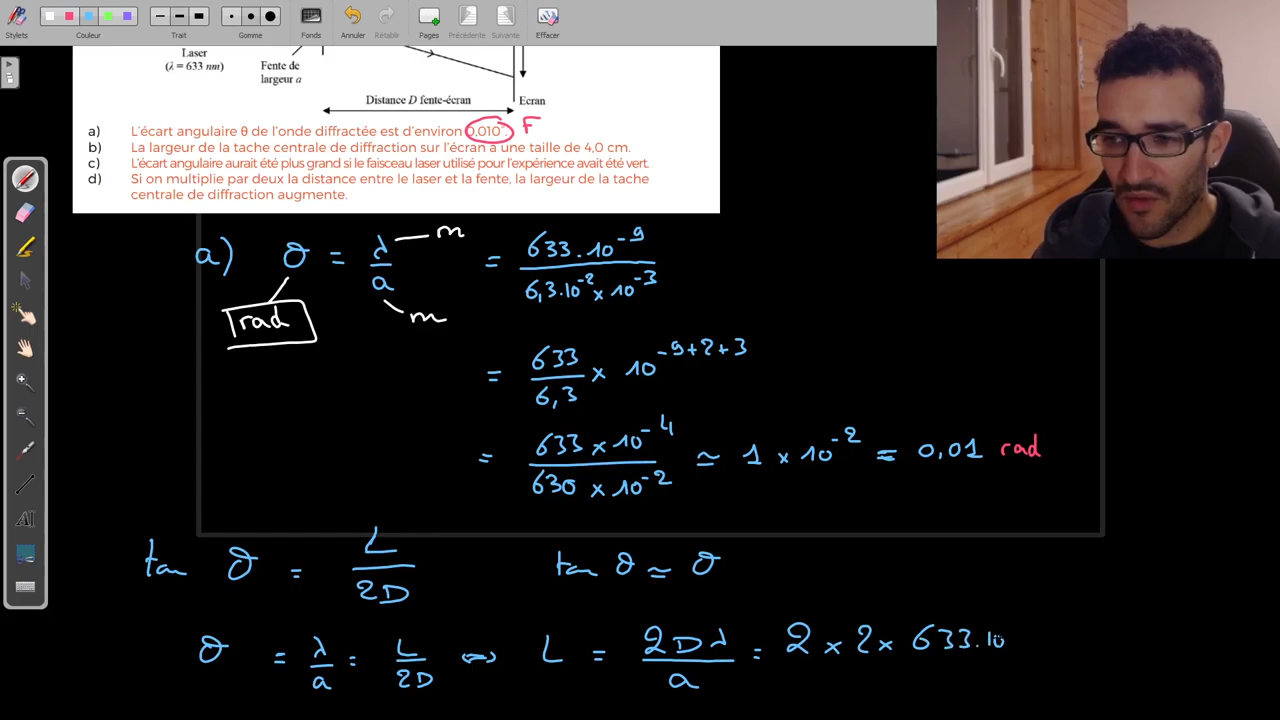 Stylets
Couleur
Trait
Gomme
Fonds
Annuler
Rétablir
Pages
Précédente
Suivante
Effacer
Laser
(λ = 633 nm)
Fente de
largeur a
Distance D fente-écran
Ecran
a) L'écart angulaire θ de l'onde diffractée est d'environ 0,010°. F
b) La largeur de la tache centrale de diffraction sur l'écran a une taille de 4,0 cm.
c) L'écart angulaire aurait été plus grand si le faisceau laser utilisé pour l'expérience avait été vert.
d) Si on multiplie par deux la distance entre le laser et la fente, la largeur de la tache
centrale de diffraction augmente.
a) θ = λ/a = 633.10⁻⁹ / 6,3.10⁻² × 10⁻³
m
rad
m
= 633/6,3 × 10⁻⁹⁺²⁺³
= 633 × 10⁻⁴ / 630 × 10⁻² ≃ 1 × 10⁻² = 0,01 rad
tan θ = L/2D tan θ ≃ θ
θ = λ/a = L/2D ⇔ L = 2Dλ/a = 2 × 2 × 633.10